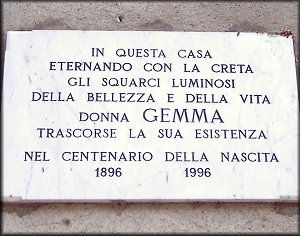 IN QUESTA CASA
ETERNANDO CON LA CRETA
GLI SQUARCI LUMINOSI
DELLA BELLEZZA E DELLA VITA
DONNA GEMMA
TRASCORSE LA SUA ESISTENZA
NEL CENTENARIO DELLA NASCITA
1896 1996